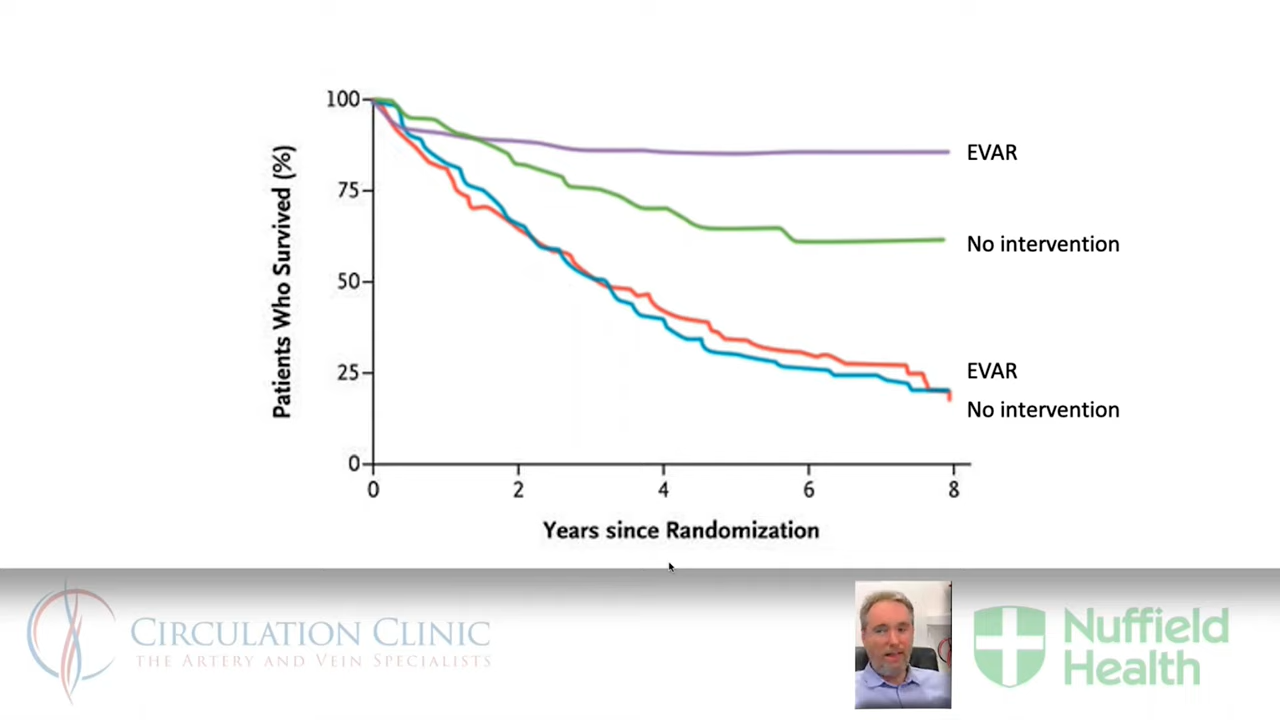 Patients Who Survived (%)
100
75
50
25
0
0 2 4 6 8
Years since Randomization
EVAR
No intervention
EVAR
No intervention
CIRCULATION CLINIC
THE ARTERY AND VEIN SPECIALISTS
Nuffield
Health